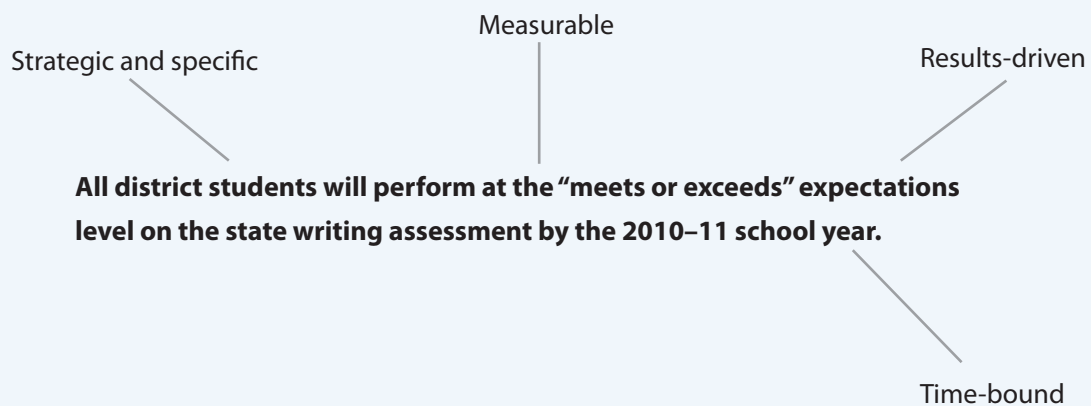 Measurable
Strategic and specific
Results-driven
All district students will perform at the “meets or exceeds” expectations
level on the state writing assessment by the 2010–11 school year.
Time-bound